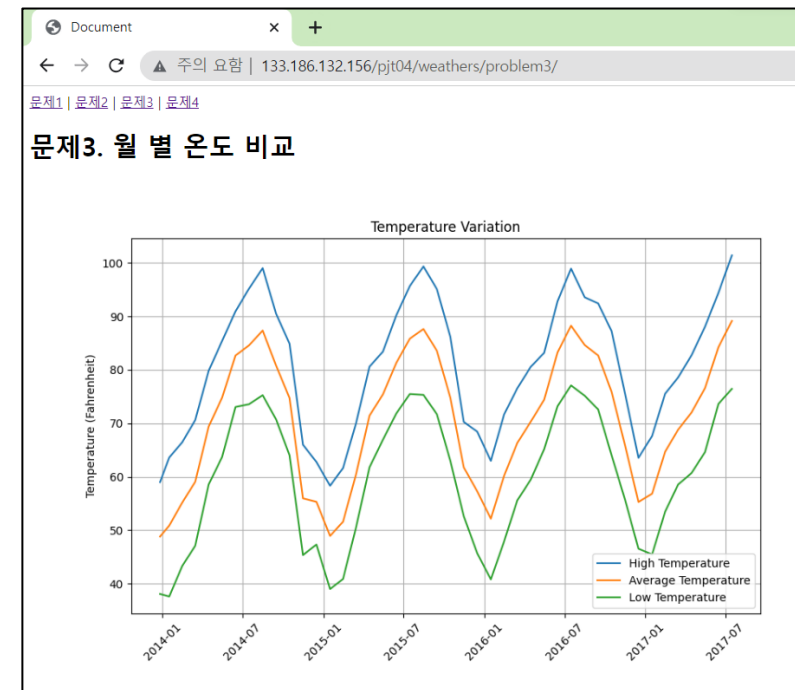 Document
주의 요함 | 133.186.132.156/pjt04/weathers/problem3/
문제1 | 문제2 | 문제3 | 문제4
문제3. 월 별 온도 비교
Temperature Variation
Temperature (Fahrenheit)
100
90
80
70
60
50
40
High Temperature
Average Temperature
Low Temperature
2014-01 2014-07 2015-01 2015-07 2016-01 2016-07 2017-01 2017-07